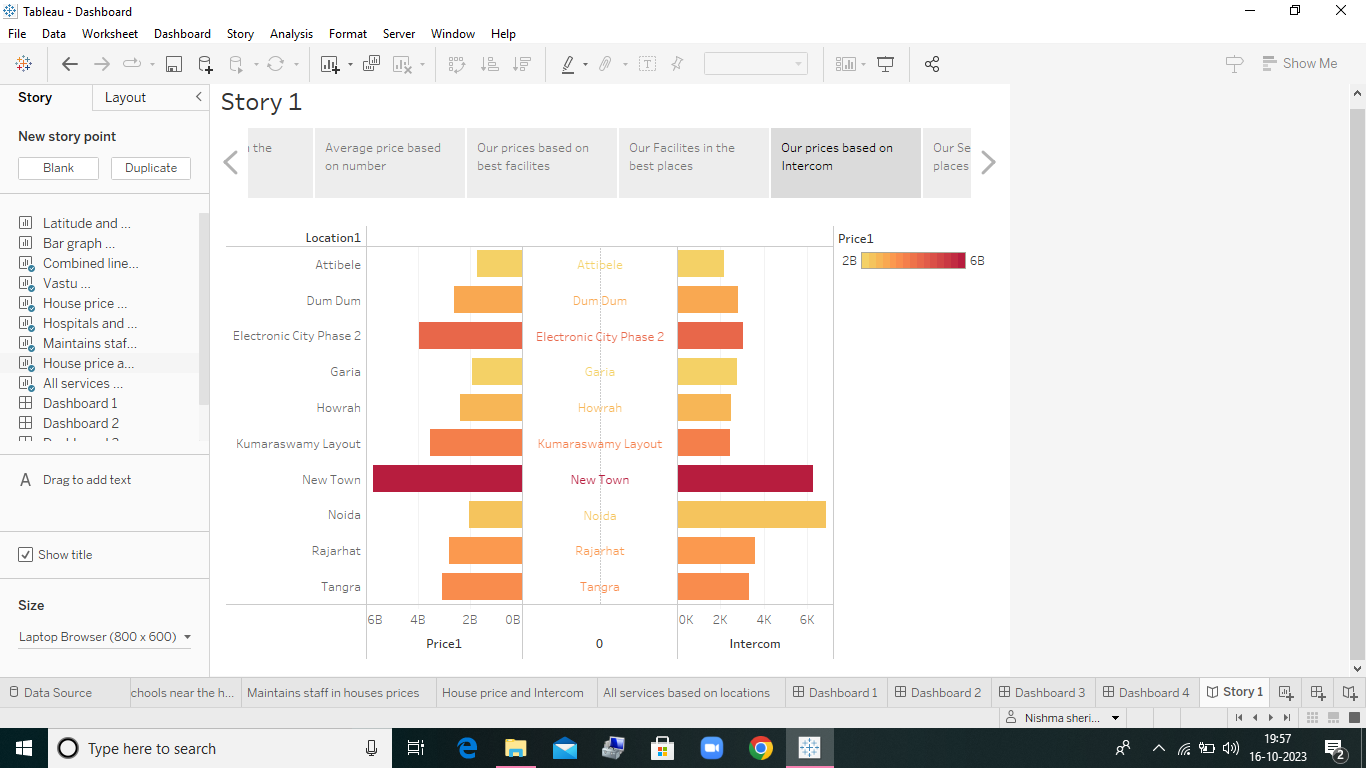 Tableau - Dashboard
File Data Worksheet Dashboard Story Analysis Format Server Window Help
Show Me
Story Layout
New story point
Blank Duplicate
Latitude and ...
Bar graph ...
Combined line...
Vastu ...
House price ...
Hospitals and ...
Maintains staf...
House price a...
All services ...
Dashboard 1
Dashboard 2
A Drag to add text
Show title
Size
Laptop Browser (800 x 600)
Story 1
the
Average price based
on number
Our prices based on
best facilites
Our Facilites in the
best places
Our prices based on
Intercom
Our Se
places
Location1
Attibele Attibele
Dum Dum Dum Dum
Electronic City Phase 2 Electronic City Phase 2
Garia Garia
Howrah Howrah
Kumaraswamy Layout Kumaraswamy Layout
New Town New Town
Noida Noida
Rajarhat Rajarhat
Tangra Tangra
6B 4B 2B 0B 0K 2K 4K 6K
Price1 0 Intercom
Price1
2B 6B
Data Source chools near the h... Maintains staff in houses prices House price and Intercom All services based on locations Dashboard 1 Dashboard 2 Dashboard 3 Dashboard 4 Story 1
Nishma sheri...
Type here to search
19:57
16-10-2023
2